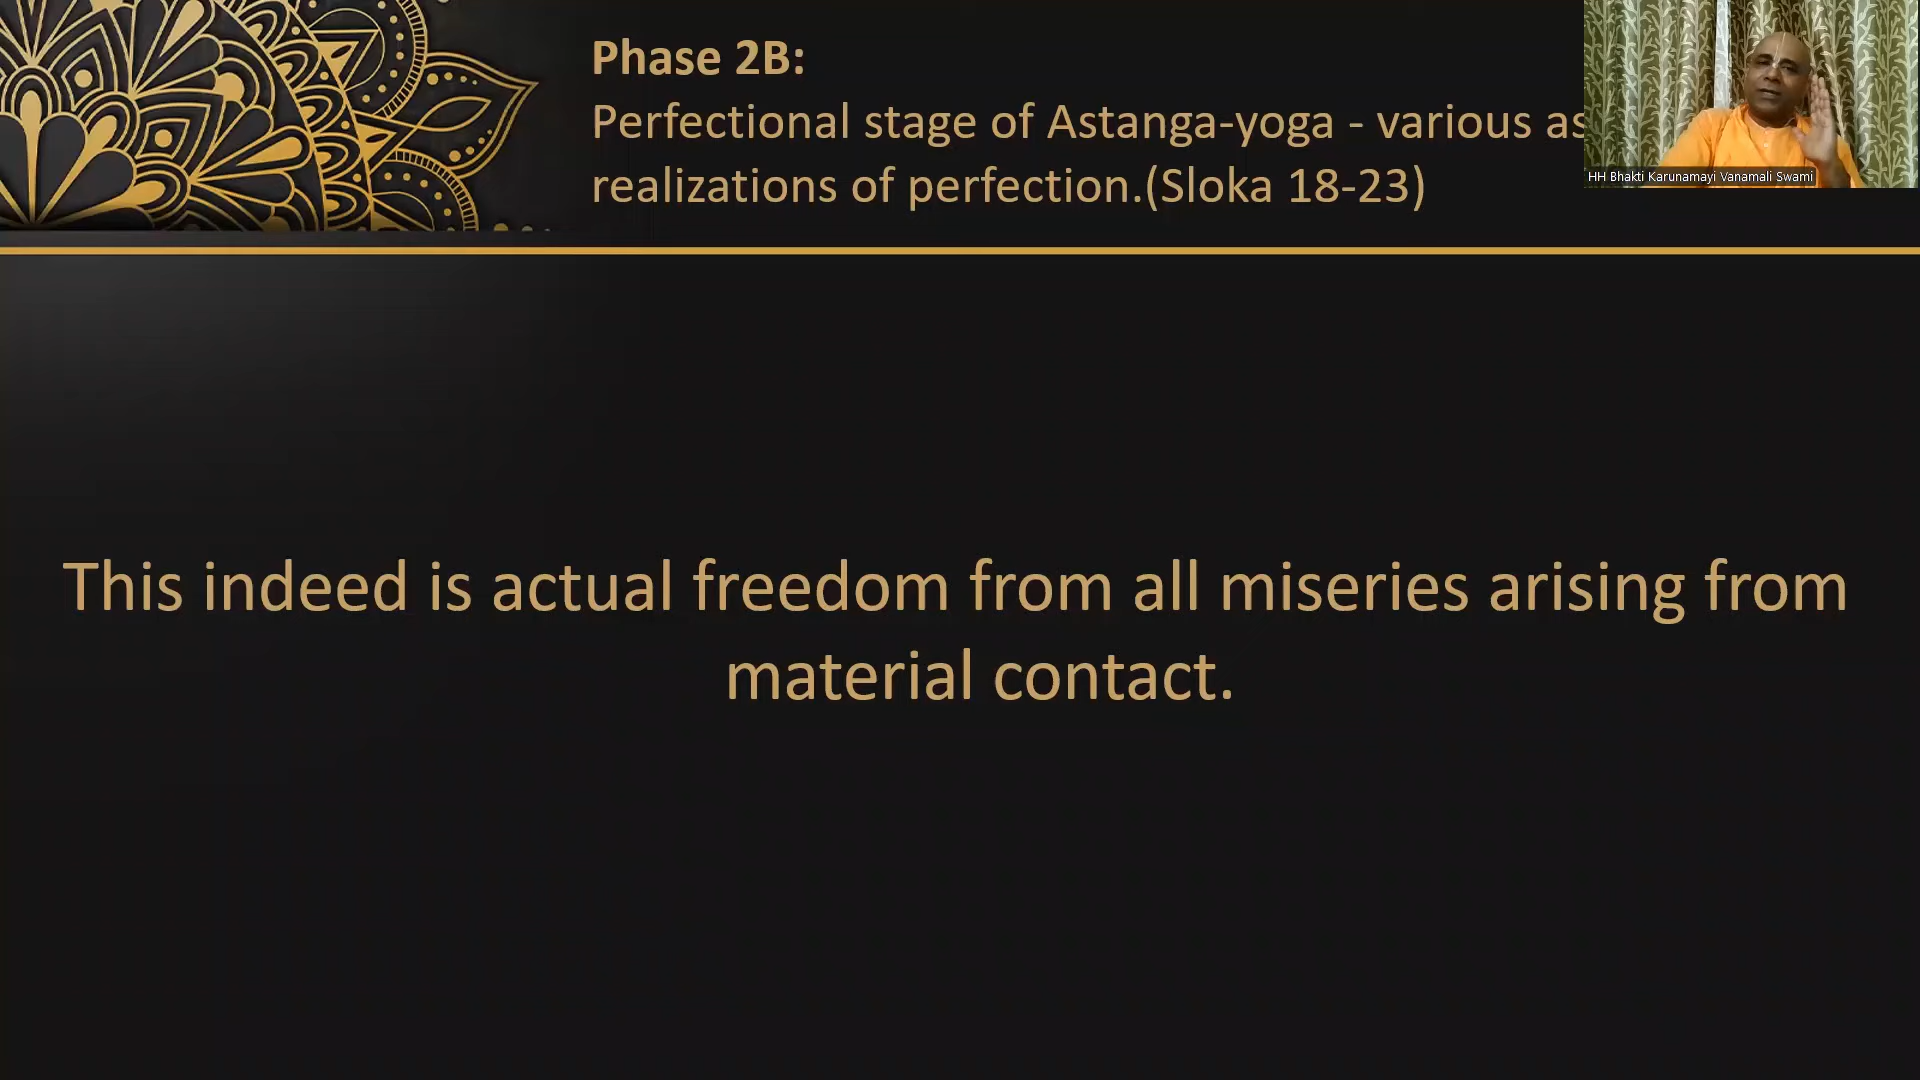 Phase 2B:
Perfectional stage of Astanga-yoga - various
realizations of perfection.(Sloka 18-23)
HH Bhakti Karunamayi Vanamali Swami
This indeed is actual freedom from all miseries arising from
material contact.